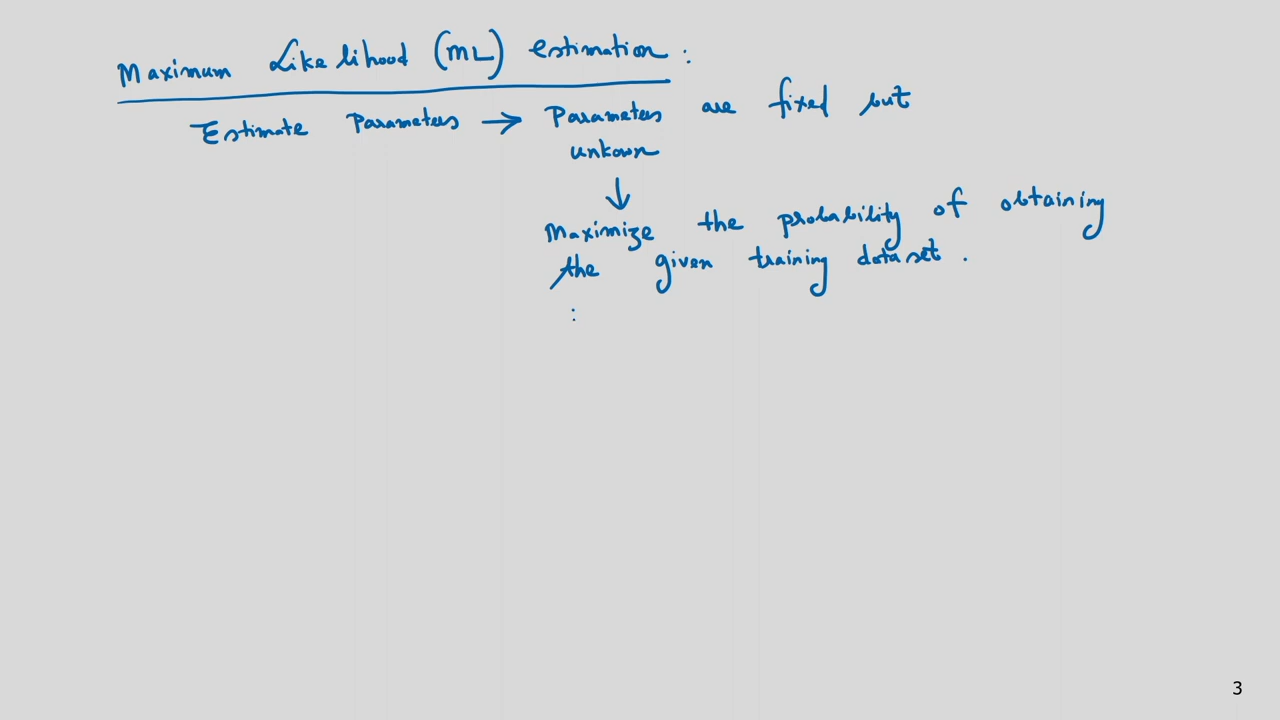 Maximum Likelihood (ML) estimation :
Estimate Parameters → Parameters are fixed but
unkown
↓
Maximize the probability of obtaining
the given training dataset .
:
3